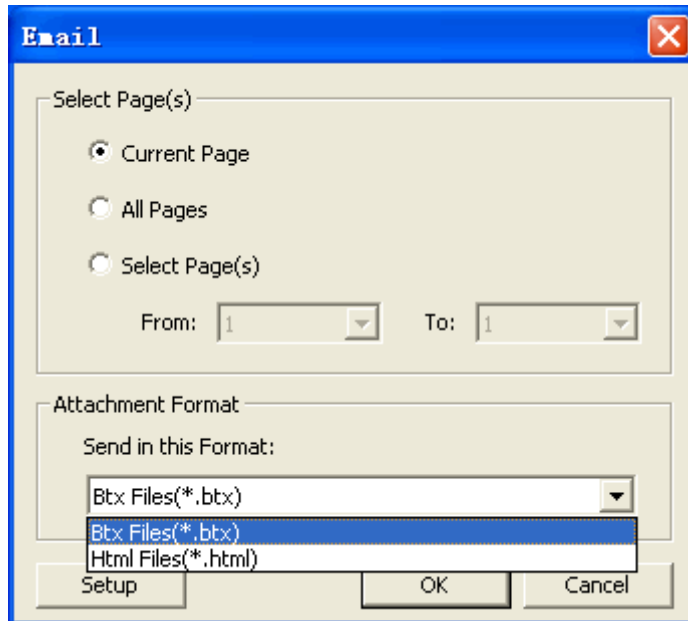 Email
Select Page(s)
Current Page
All Pages
Select Page(s)
From: 1 To: 1
Attachment Format
Send in this Format:
Btx Files(*.btx)
Btx Files(*.btx)
Html Files(*.html)
Setup OK Cancel